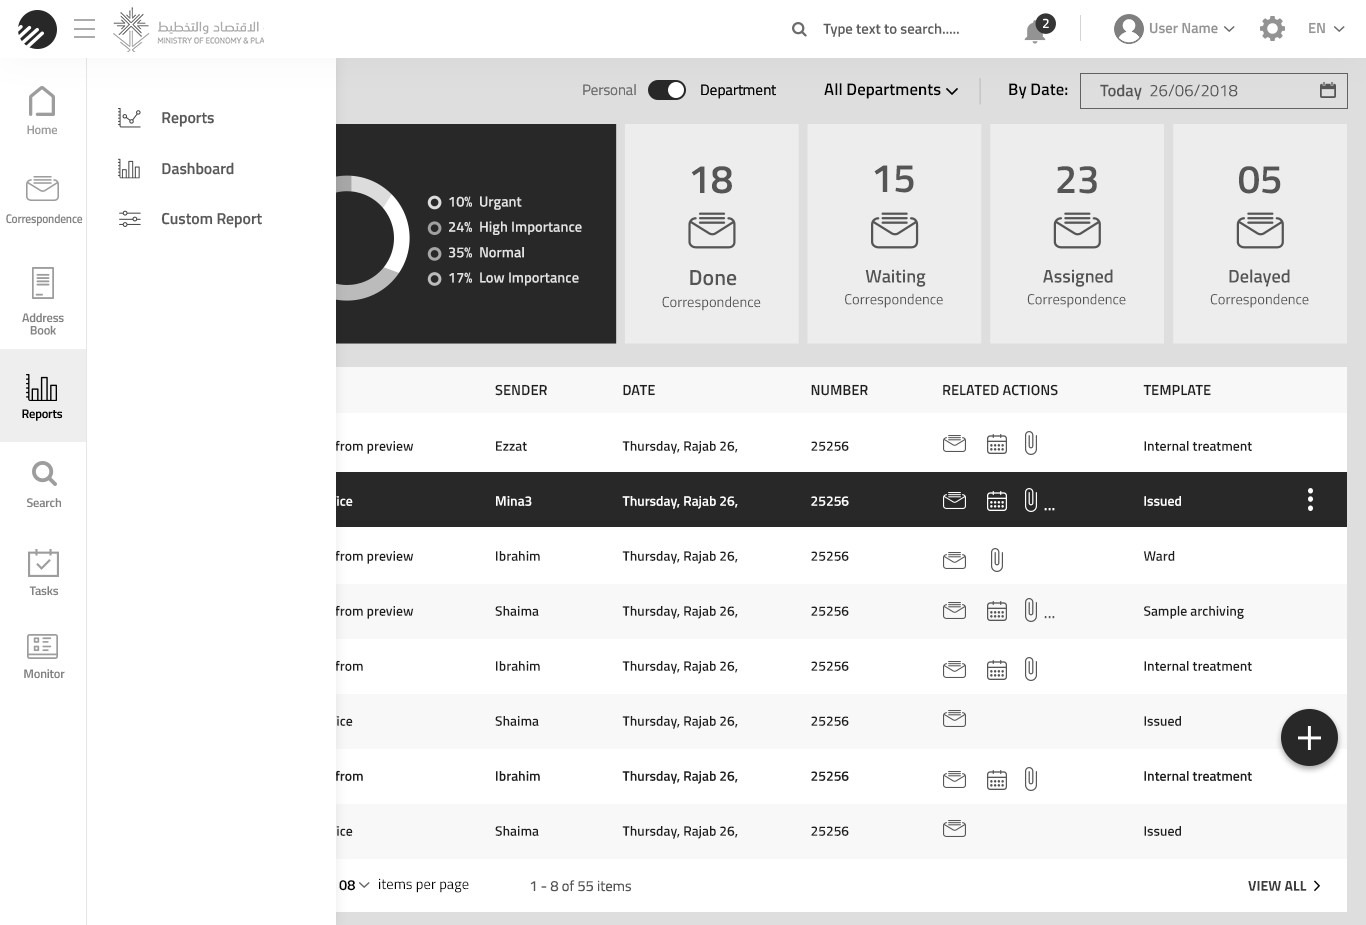 الاقتصاد والتخطيط
MINISTRY OF ECONOMY & PLA
Type text to search.....
2
User Name
EN
Home
Correspondence
Address
Book
Reports
Search
Tasks
Monitor
Reports
Dashboard
Custom Report
Personal
Department
All Departments
By Date:
Today 26/06/2018
10% Urgant
24% High Importance
35% Normal
17% Low Importance
18
Done
Correspondence
15
Waiting
Correspondence
23
Assigned
Correspondence
05
Delayed
Correspondence
SENDER DATE NUMBER RELATED ACTIONS TEMPLATE
from preview Ezzat Thursday, Rajab 26, 25256 Internal treatment
ice Mina3 Thursday, Rajab 26, 25256 ... Issued
from preview Ibrahim Thursday, Rajab 26, 25256 Ward
from preview Shaima Thursday, Rajab 26, 25256 ... Sample archiving
from Ibrahim Thursday, Rajab 26, 25256 Internal treatment
ice Shaima Thursday, Rajab 26, 25256 Issued
from Ibrahim Thursday, Rajab 26, 25256 Internal treatment
ice Shaima Thursday, Rajab 26, 25256 Issued
08 items per page 1 - 8 of 55 items VIEW ALL